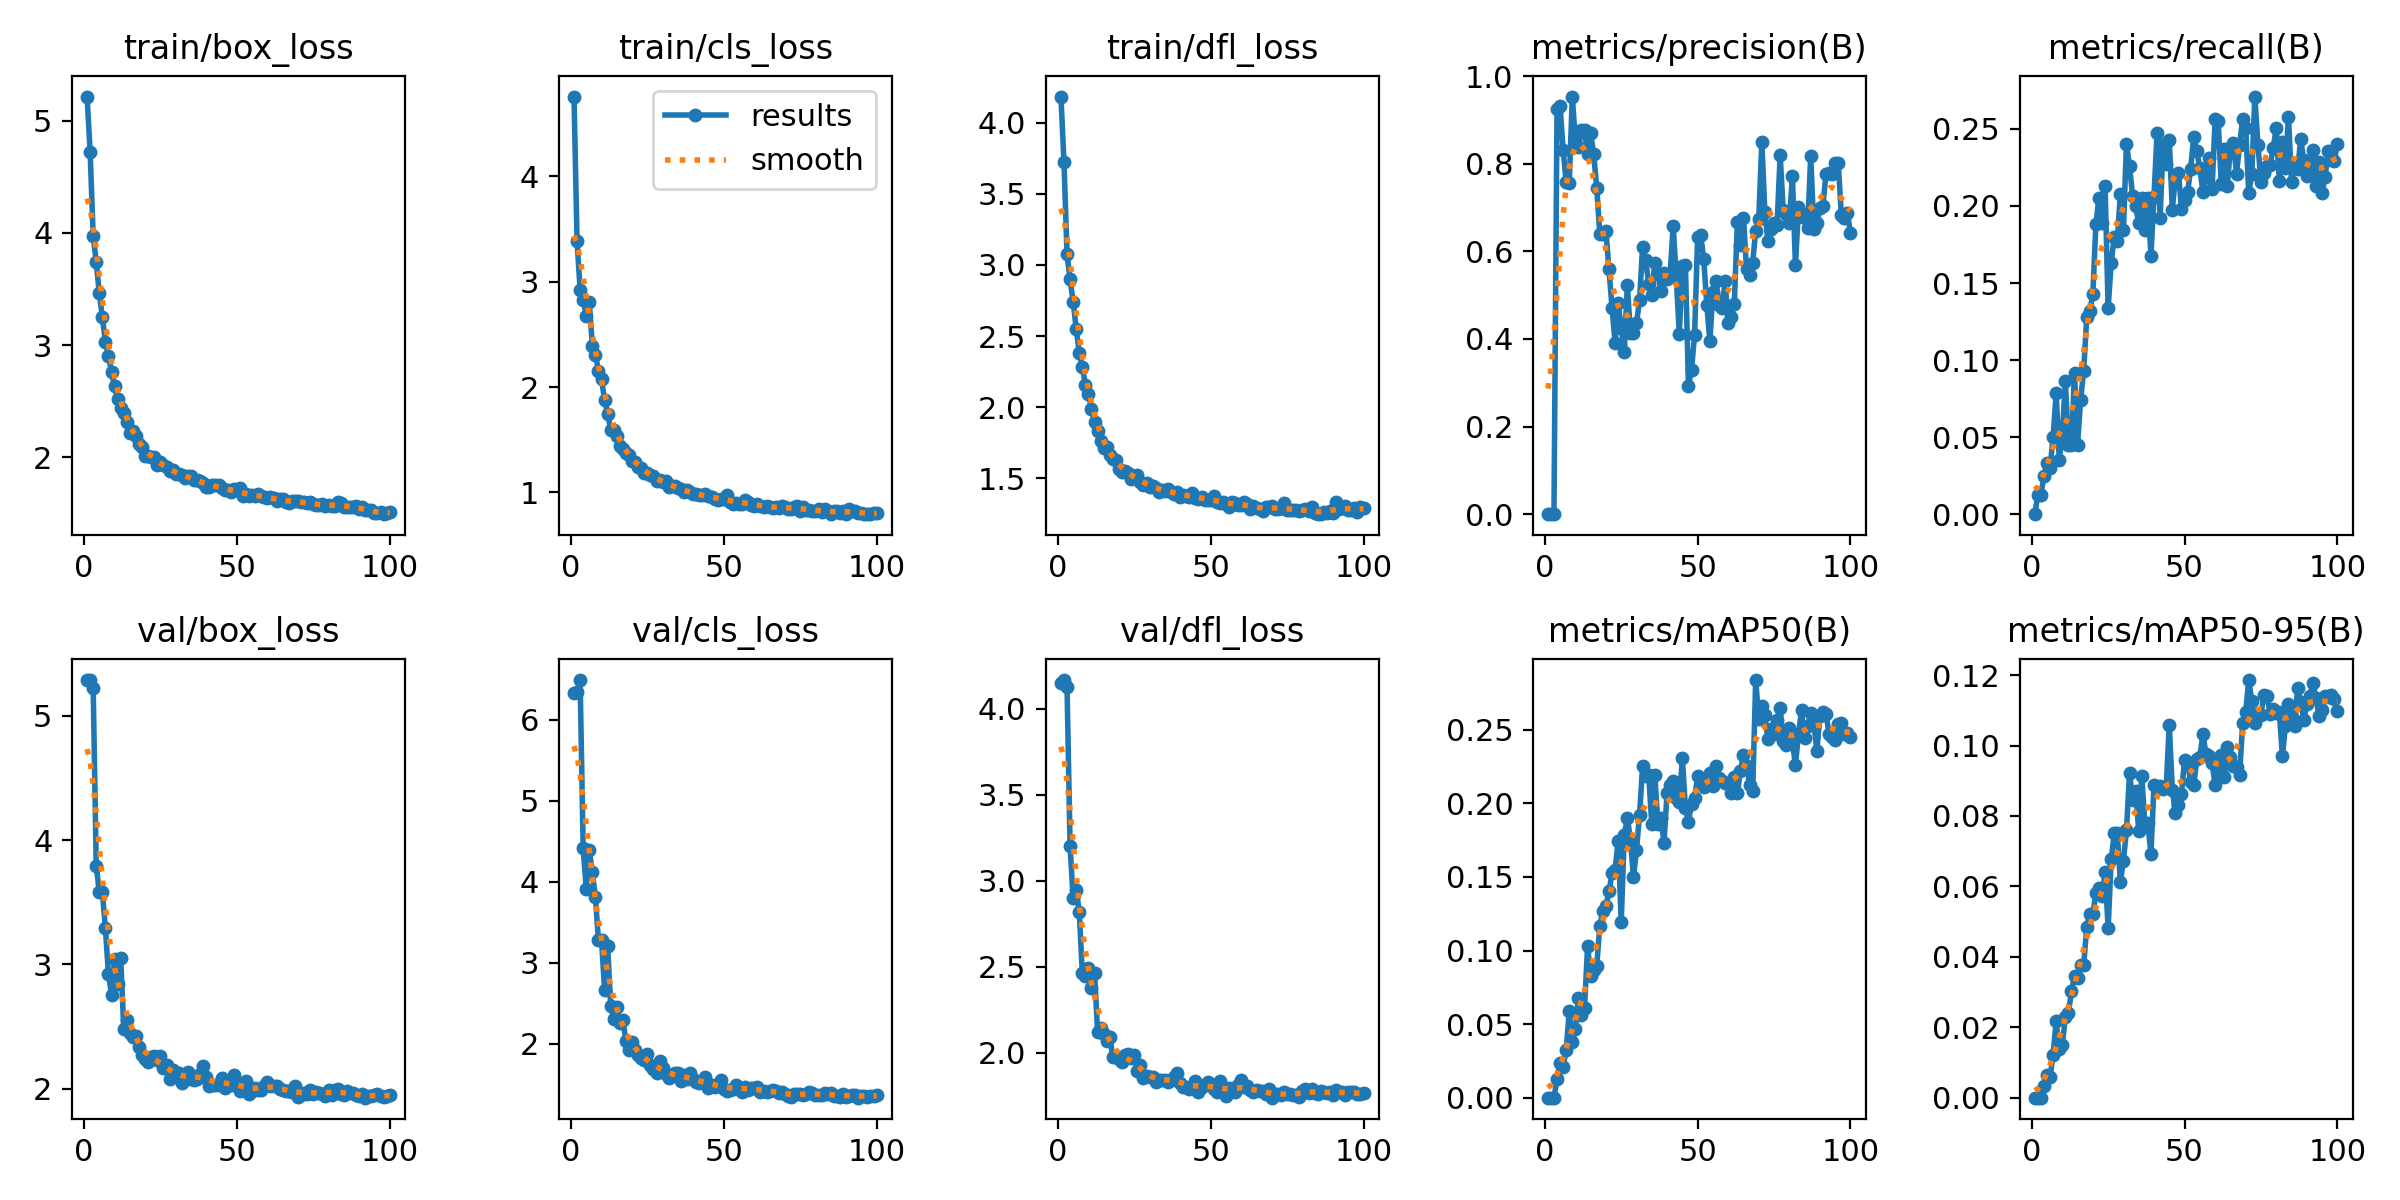 train/box_loss
5
4
3
2
0 50 100
train/cls_loss
results
smooth
4
3
2
1
0 50 100
train/dfl_loss
4.0
3.5
3.0
2.5
2.0
1.5
0 50 100
metrics/precision(B)
1.0
0.8
0.6
0.4
0.2
0.0
0 50 100
metrics/recall(B)
0.25
0.20
0.15
0.10
0.05
0.00
0 50 100
val/box_loss
5
4
3
2
0 50 100
val/cls_loss
6
5
4
3
2
0 50 100
val/dfl_loss
4.0
3.5
3.0
2.5
2.0
0 50 100
metrics/mAP50(B)
0.25
0.20
0.15
0.10
0.05
0.00
0 50 100
metrics/mAP50-95(B)
0.12
0.10
0.08
0.06
0.04
0.02
0.00
0 50 100